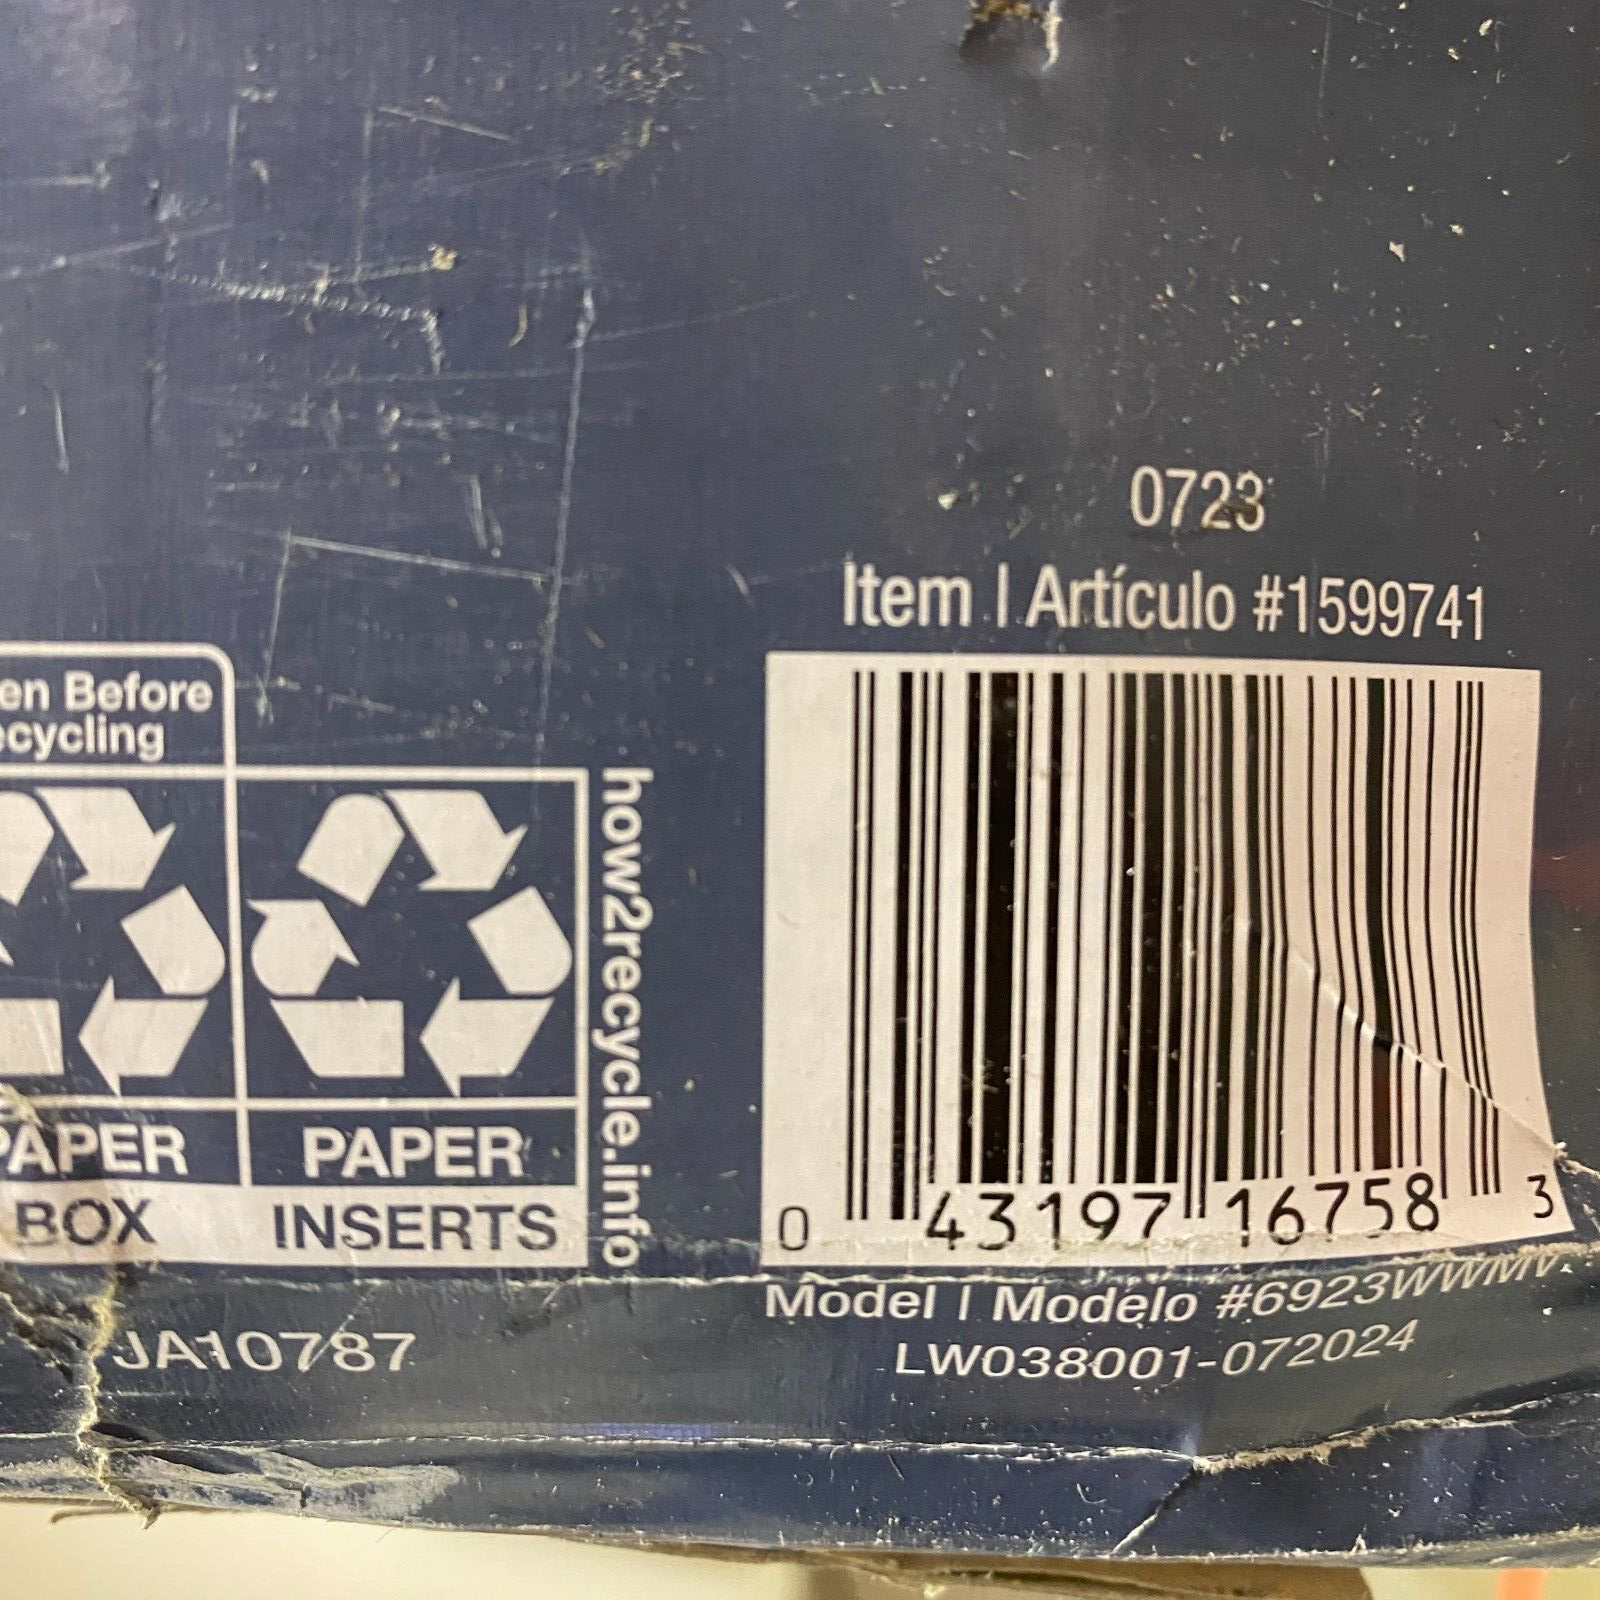 0723
Item | Artículo #1599741
en Before
ecycling
how2recycle.info
PAPER
BOX
PAPER
INSERTS
0 43197 16758 3
Model | Modelo #6923WWMV
LW038001-072024
JA10787